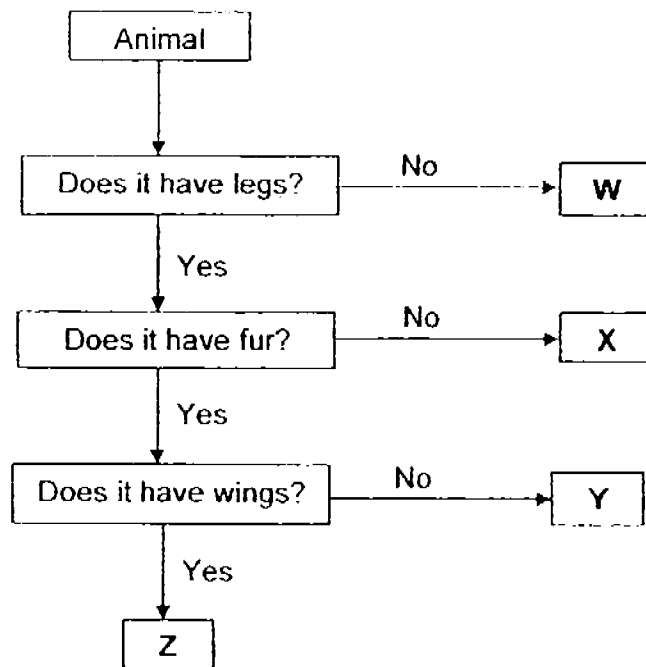 Animal
Does it have legs?
No
W
Yes
Does it have fur?
No
X
Yes
Does it have wings?
No
Y
Yes
Z